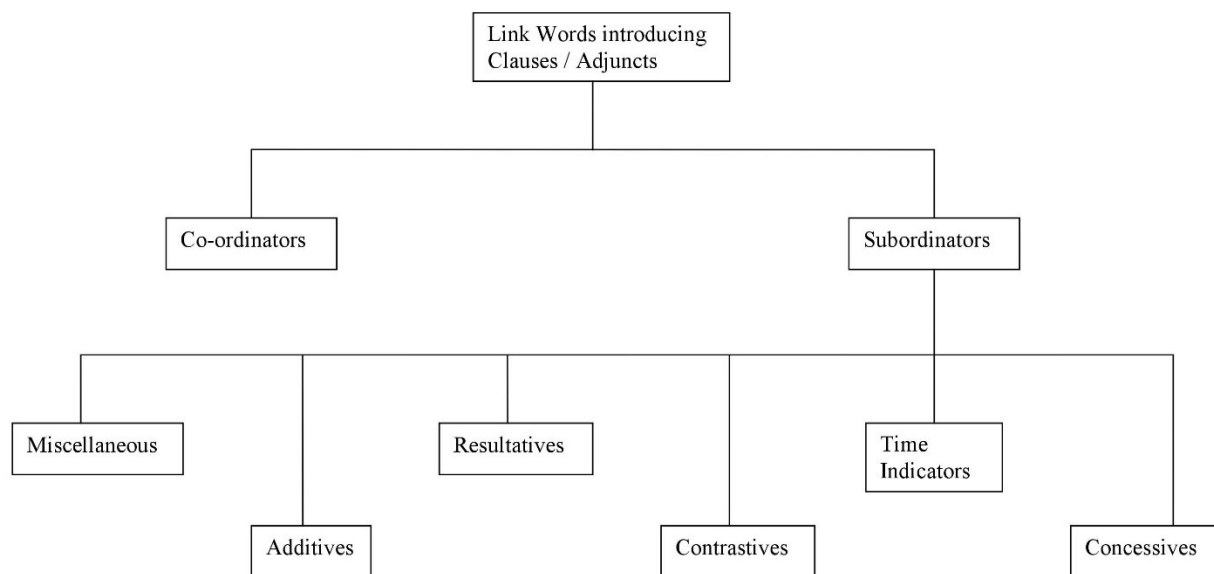 Link Words introducing
Clauses / Adjuncts
Co-ordinators
Subordinators
Miscellaneous
Resultatives
Time
Indicators
Additives
Contrastives
Concessives